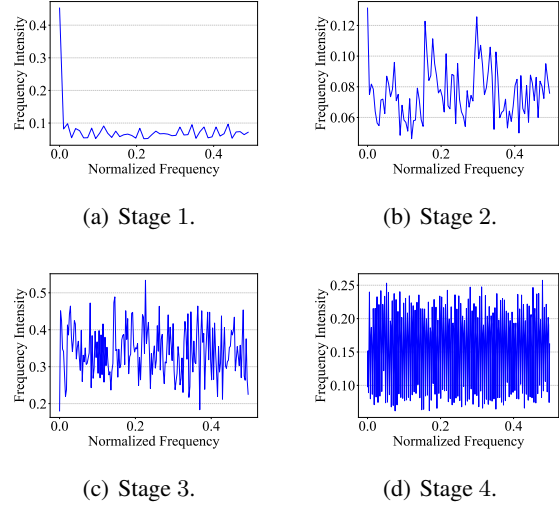 Frequency Intensity
0.4
0.3
0.2
0.1
0.0 0.2 0.4
Normalized Frequency
(a) Stage 1.
Frequency Intensity
0.12
0.10
0.08
0.06
0.0 0.2 0.4
Normalized Frequency
(b) Stage 2.
Frequency Intensity
0.5
0.4
0.3
0.2
0.0 0.2 0.4
Normalized Frequency
(c) Stage 3.
Frequency Intensity
0.25
0.20
0.15
0.10
0.0 0.2 0.4
Normalized Frequency
(d) Stage 4.